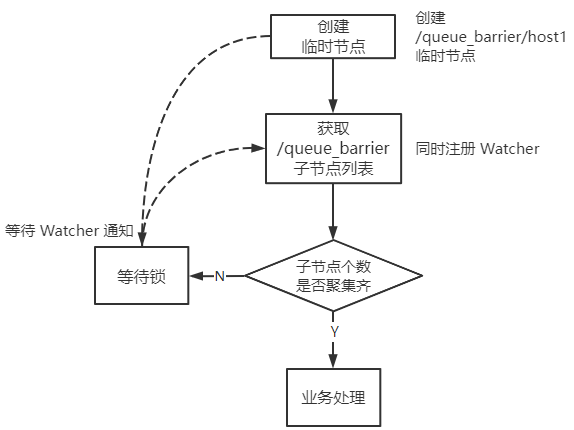 创建
临时节点
创建
/queue_barrier/host1
临时节点
获取
/queue_barrier
子节点列表
同时注册 Watcher
等待 Watcher 通知
等待锁
N
子节点个数
是否聚集齐
Y
业务处理